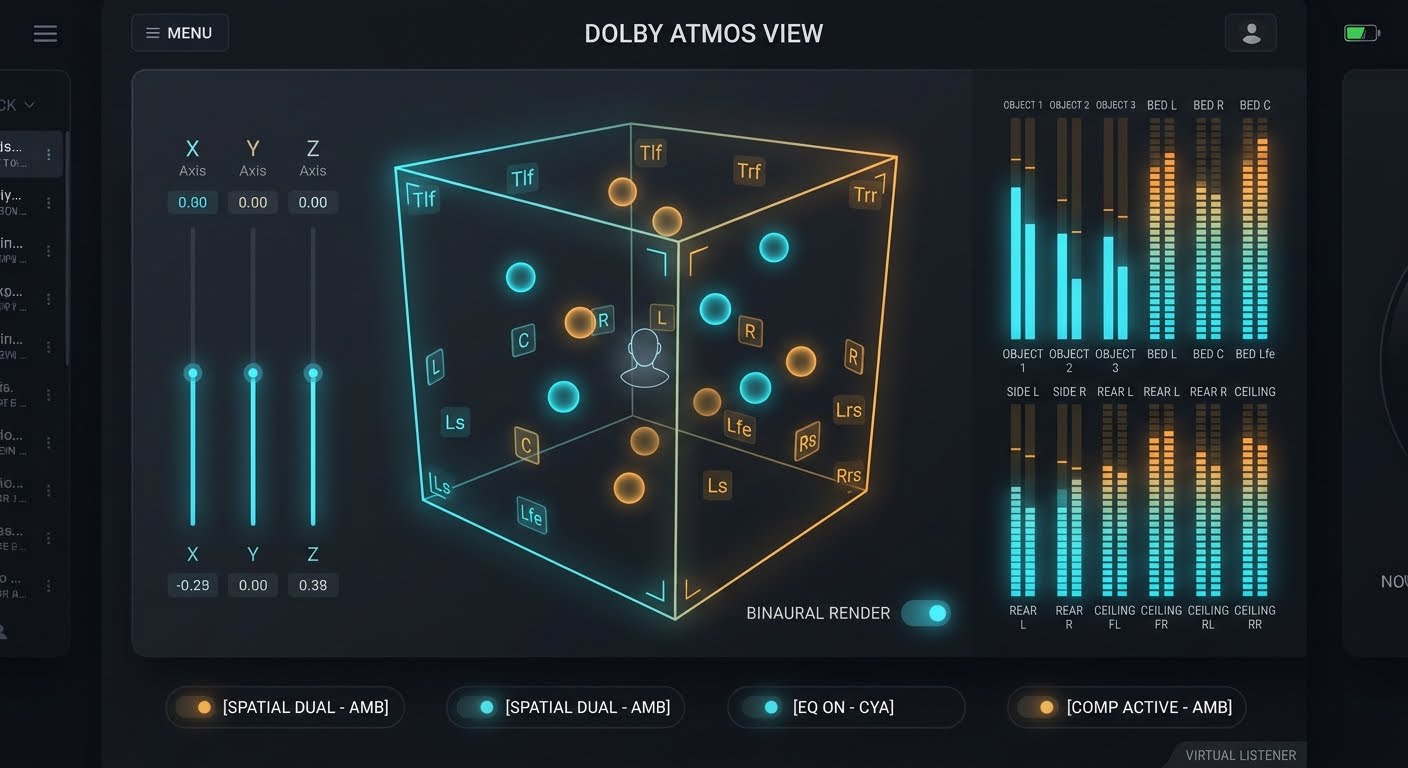 MENU
DOLBY ATMOS VIEW
CK
X Y Z
Axis Axis Axis
0.00 0.00 0.00
X Y Z
-0.29 0.00 0.38
Tlf
Tlf
Tlf
Trf
Trr
R
L
C
L
R
R
Ls
C
Lrs
Lfe
Rs
Ls
Lfe
Ls
Rrs
BINAURAL RENDER
OBJECT 1 OBJECT 2 OBJECT 3 BED L BED R BED C
OBJECT 1 OBJECT 2 OBJECT 3 BED L BED C BED Lfe
SIDE L SIDE R REAR L REAR L REAR R CEILING
REAR L REAR R CEILING FL CEILING FR CEILING RL CEILING RR
NO
[SPATIAL DUAL - AMB]
[SPATIAL DUAL - AMB]
[EQ ON - CYA]
[COMP ACTIVE - AMB]
VIRTUAL LISTENER